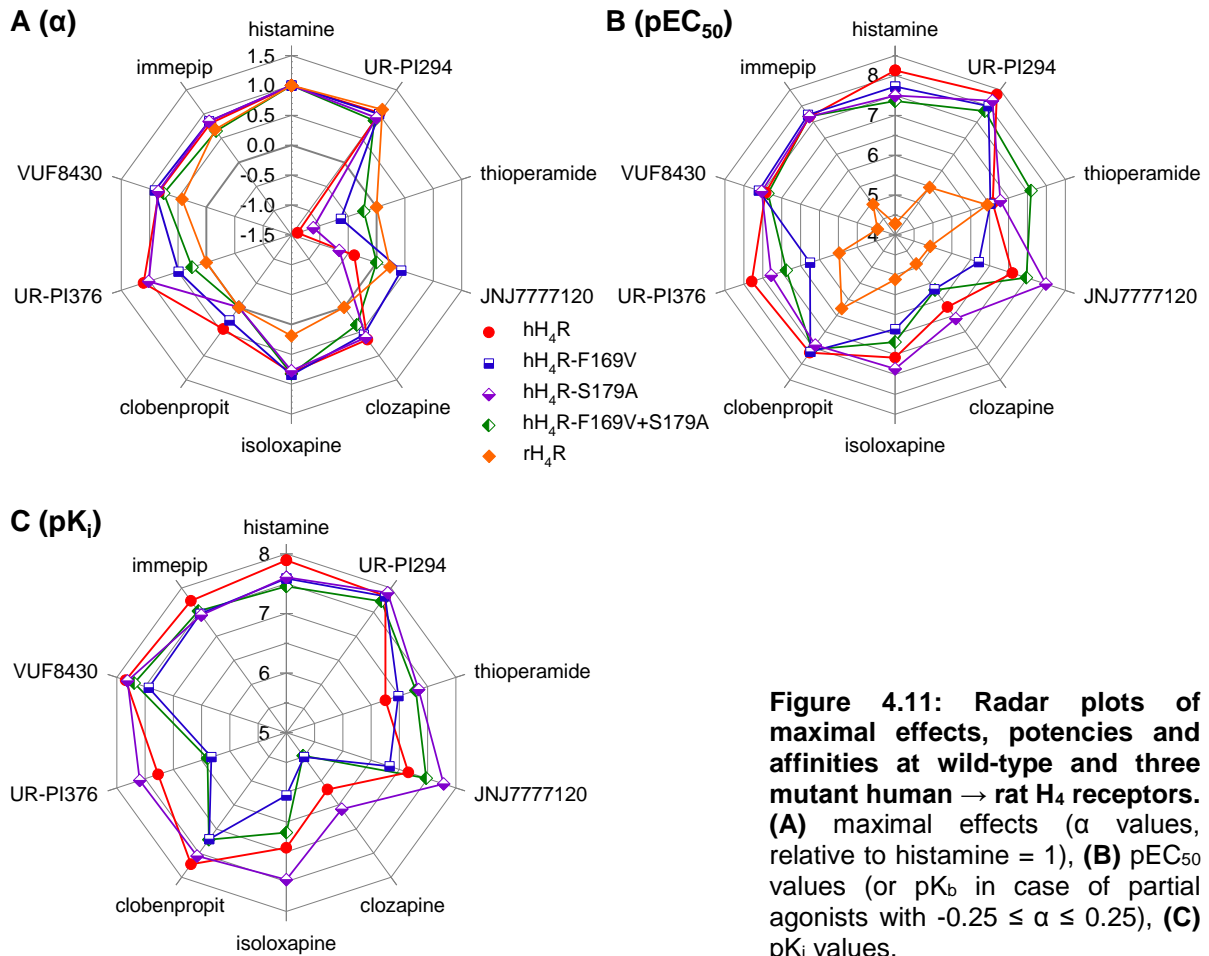 A (α)
histamine
UR-PI294
thioperamide
JNJ7777120
clozapine
isoloxapine
clobenpropit
UR-PI376
VUF8430
immepip
1.5
1.0
0.5
0.0
-0.5
-1.0
-1.5
hH4R
hH4R-F169V
hH4R-S179A
hH4R-F169V+S179A
rH4R
B (pEC50)
histamine
UR-PI294
thioperamide
JNJ7777120
clozapine
isoloxapine
clobenpropit
UR-PI376
VUF8430
immepip
8
7
6
5
4
C (pKi)
histamine
UR-PI294
thioperamide
JNJ7777120
clozapine
isoloxapine
clobenpropit
UR-PI376
VUF8430
immepip
8
7
6
5
Figure 4.11: Radar plots of
maximal effects, potencies and
affinities at wild-type and three
mutant human → rat H4 receptors.
(A) maximal effects (α values,
relative to histamine = 1), (B) pEC50
values (or pKb in case of partial
agonists with -0.25 ≤ α ≤ 0.25), (C)
pKi values.